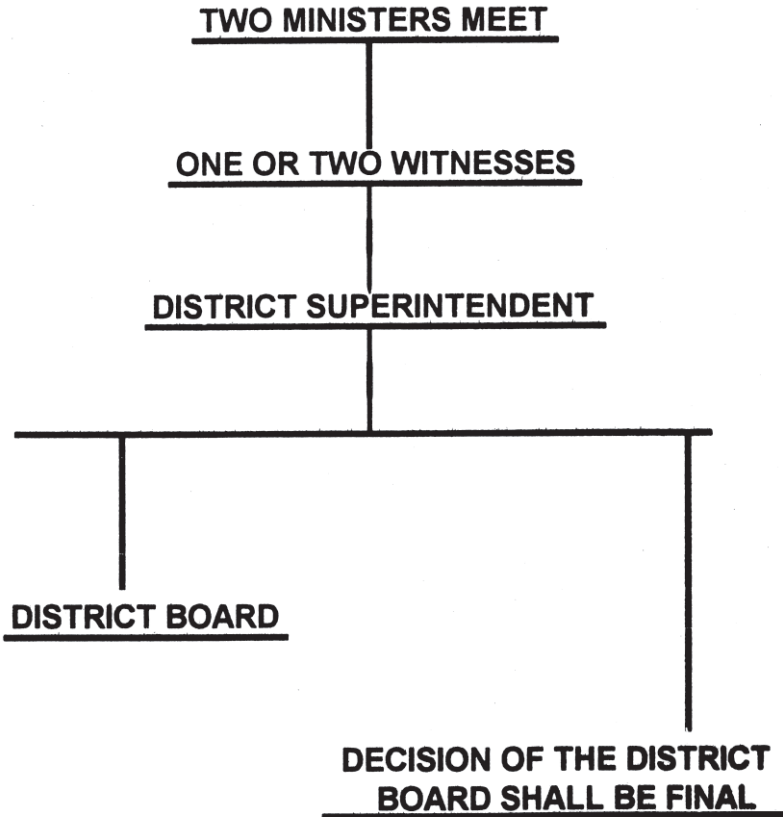 TWO MINISTERS MEET
ONE OR TWO WITNESSES
DISTRICT SUPERINTENDENT
DISTRICT BOARD
DECISION OF THE DISTRICT
BOARD SHALL BE FINAL